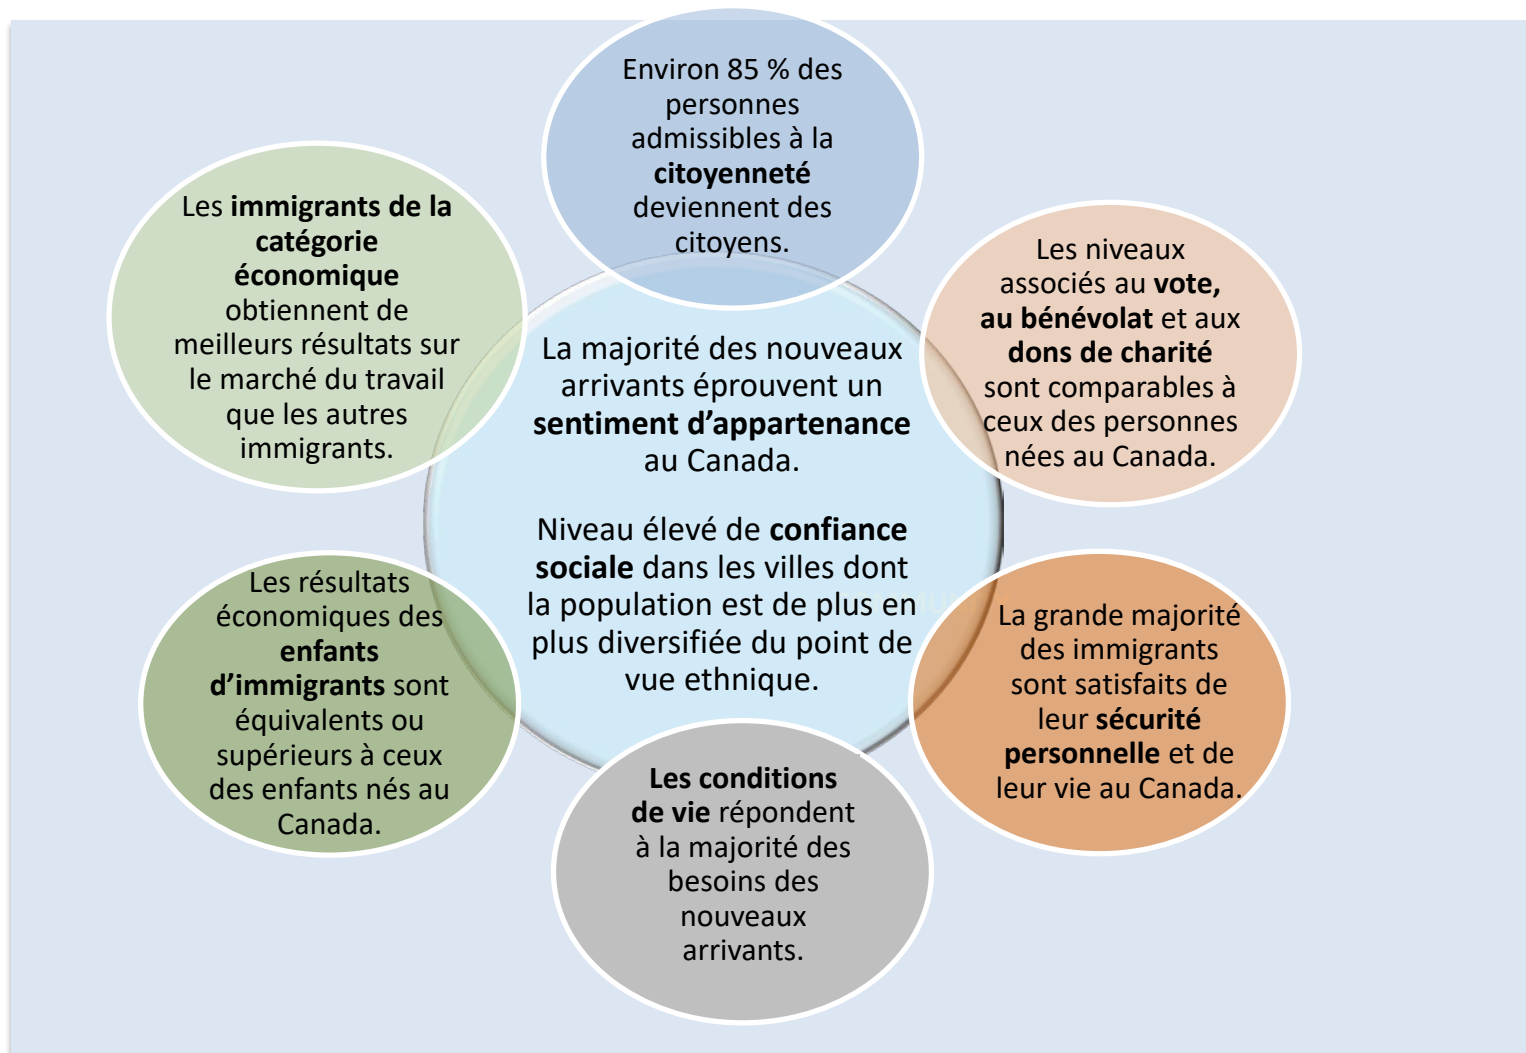 Environ 85 % des
personnes
admissibles à la
citoyenneté
deviennent des
citoyens.
Les niveaux
associés au vote,
au bénévolat et aux
dons de charité
sont comparables à
ceux des personnes
nées au Canada.
La grande majorité
des immigrants
sont satisfaits de
leur sécurité
personnelle et de
leur vie au Canada.
Les conditions
de vie répondent
à la majorité des
besoins des
nouveaux
arrivants.
Les résultats
économiques des
enfants
d’immigrants sont
équivalents ou
supérieurs à ceux
des enfants nés au
Canada.
Les immigrants de la
catégorie
économique
obtiennent de
meilleurs résultats sur
le marché du travail
que les autres
immigrants.
La majorité des nouveaux
arrivants éprouvent un
sentiment d’appartenance
au Canada.
Niveau élevé de confiance
sociale dans les villes dont
la population est de plus en
plus diversifiée du point de
vue ethnique.